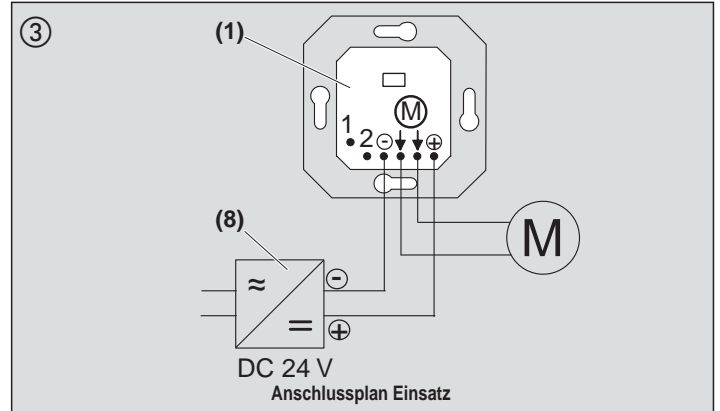 ③
(1)
M
1
2 ⊖ ⊕
M
(8)
≈ ⊖
= ⊕
DC 24 V
Anschlussplan Einsatz